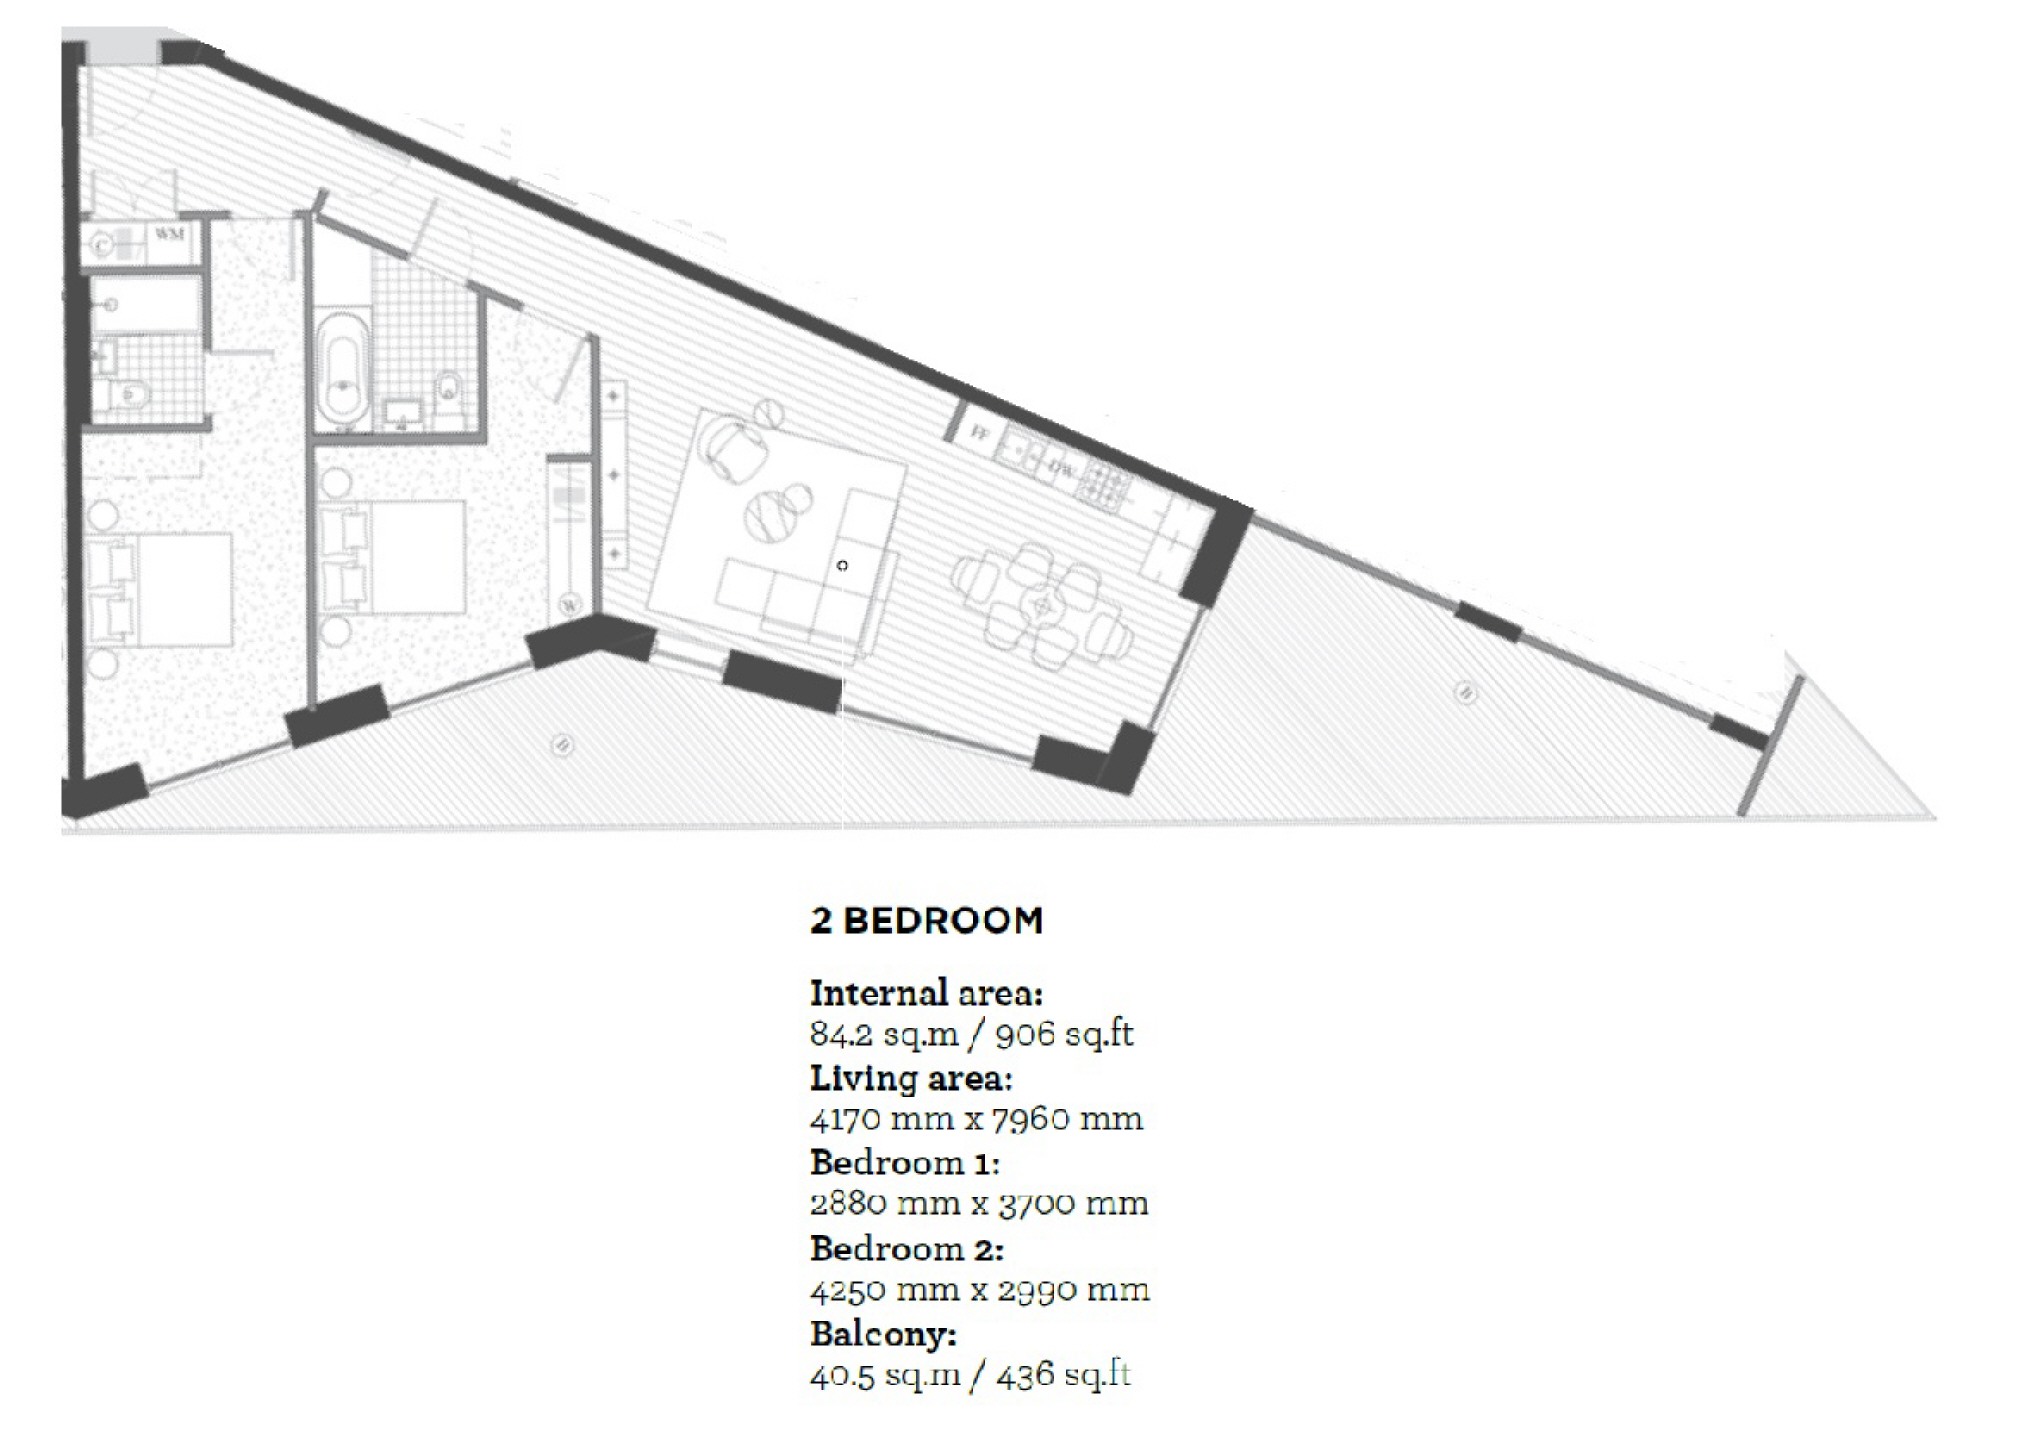 C
WM
FF
DW
W
B
B
2 BEDROOM
Internal area:
84.2 sq.m / 906 sq.ft
Living area:
4170 mm x 7960 mm
Bedroom 1:
2880 mm x 3700 mm
Bedroom 2:
4250 mm x 2990 mm
Balcony:
40.5 sq.m / 436 sq.ft